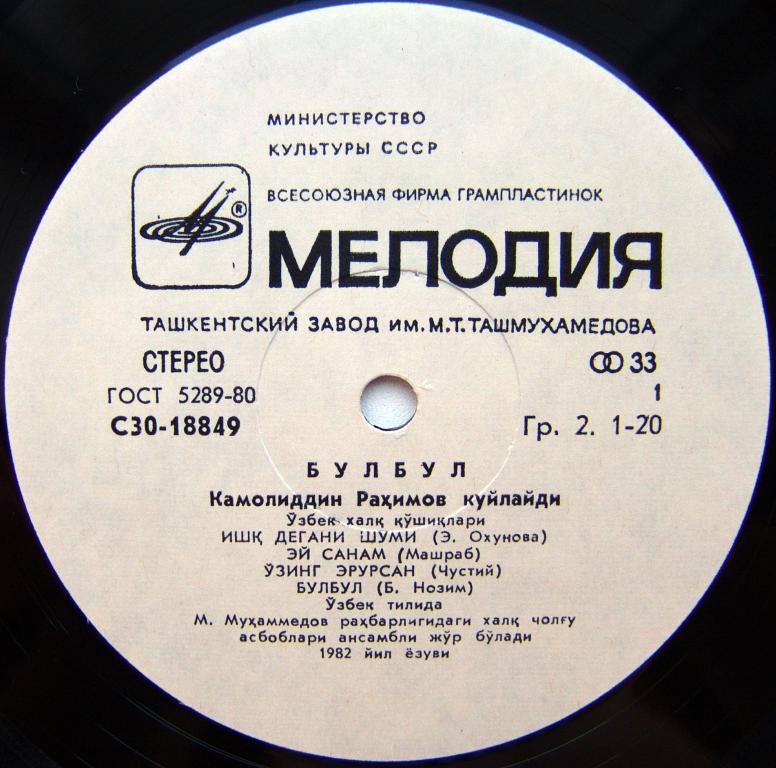 МИНИСТЕРСТВО
КУЛЬТУРЫ СССР
ВСЕСОЮЗНАЯ ФИРМА ГРАМПЛАСТИНОК
®
МЕЛОДИЯ
ТАШКЕНТСКИЙ ЗАВОД им. М.Т. ТАШМУХАМЕДОВА
СТЕРЕО 33
ГОСТ 5289-80 1
С30-18849 Гр. 2. 1-20
БУЛБУЛ
Камолиддин Раҳимов куйлайди
Ўзбек халқ қўшиқлари
ИШҚ ДЕГАНИ ШУМИ (Э. Охунова)
ЭЙ САНАМ (Машраб)
ЎЗИНГ ЭРУРСАН (Чустий)
БУЛБУЛ (Б. Нозим)
Ўзбек тилида
М. Муҳаммедов раҳбарлигидаги халқ чолғу
асбоблари ансамбли жўр бўлади
1982 йил ёзуви